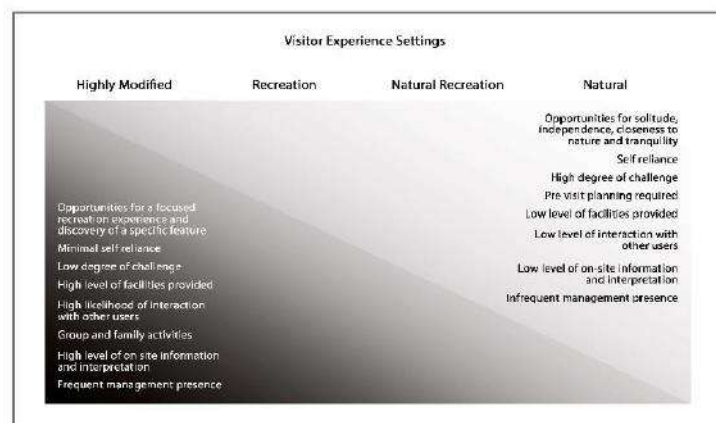 Visitor Experience Settings
Highly Modified Recreation Natural Recreation Natural
Opportunities for solitude,
independence, closeness to
nature and tranquility
Self reliance
High degree of challenge
Pre visit planning required
Low level of facilities provided
Low level of interaction with
other users
Low level of on-site information
and interpretation
Infrequent management presence
Opportunities for a focused
recreation experience and
discovery of a specific feature
Minimal self reliance
Low degree of challenge
High level of facilities provided
High likelihood of interaction
with other users
Group and family activities
High level of on site information
and interpretation
Frequent management presence